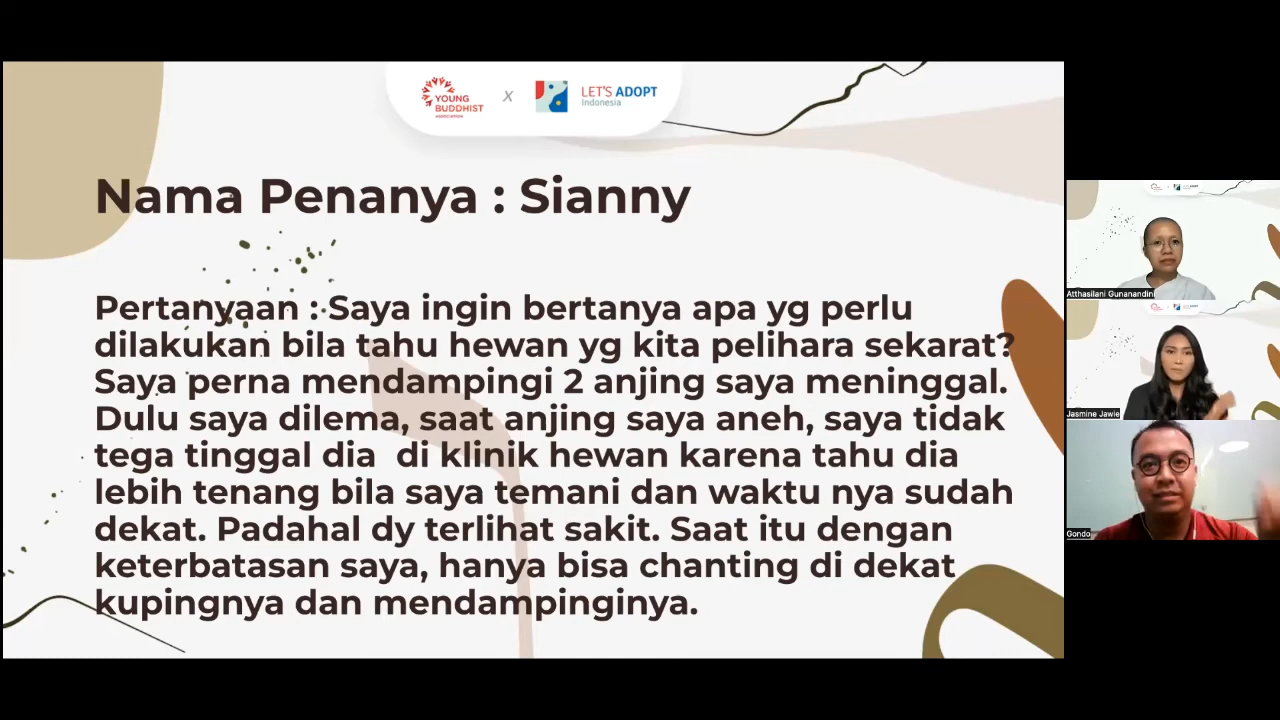 YOUNG
BUDDHIST
ASSOCIATION
x
LET'S ADOPT
Indonesia
Nama Penanya : Sianny
Pertanyaan : Saya ingin bertanya apa yg perlu
dilakukan bila tahu hewan yg kita pelihara sekarat?
Saya perna mendampingi 2 anjing saya meninggal.
Dulu saya dilema, saat anjing saya aneh, saya tidak
tega tinggal dia di klinik hewan karena tahu dia
lebih tenang bila saya temani dan waktu nya sudah
dekat. Padahal dy terlihat sakit. Saat itu dengan
keterbatasan saya, hanya bisa chanting di dekat
kupingnya dan mendampinginya.
Atthasilani Gunanandini
Jasmine Jawie
Gondo